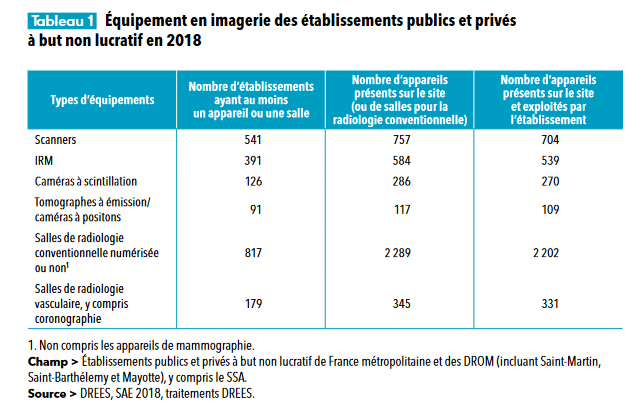 Tableau 1 Équipement en imagerie des établissements publics et privés
à but non lucratif en 2018
Types d'équipements
Nombre d'établissements
ayant au moins
un appareil ou une salle
Nombre d'appareils
présents sur le site
(ou de salles pour la
radiologie conventionnelle)
Nombre d'appareils
présents sur le site
et exploités par
l'établissement
Scanners 541 757 704
IRM 391 584 539
Caméras à scintillation 126 286 270
Tomographes à émission/
caméras à positons 91 117 109
Salles de radiologie
conventionnelle numérisée 817 2 289 2 202
ou non¹
Salles de radiologie
vasculaire, y compris 179 345 331
coronographie
1. Non compris les appareils de mammographie.
Champ > Établissements publics et privés à but non lucratif de France métropolitaine et des DROM (incluant Saint-Martin,
Saint-Barthélemy et Mayotte), y compris le SSA.
Source > DREES, SAE 2018, traitements DREES.